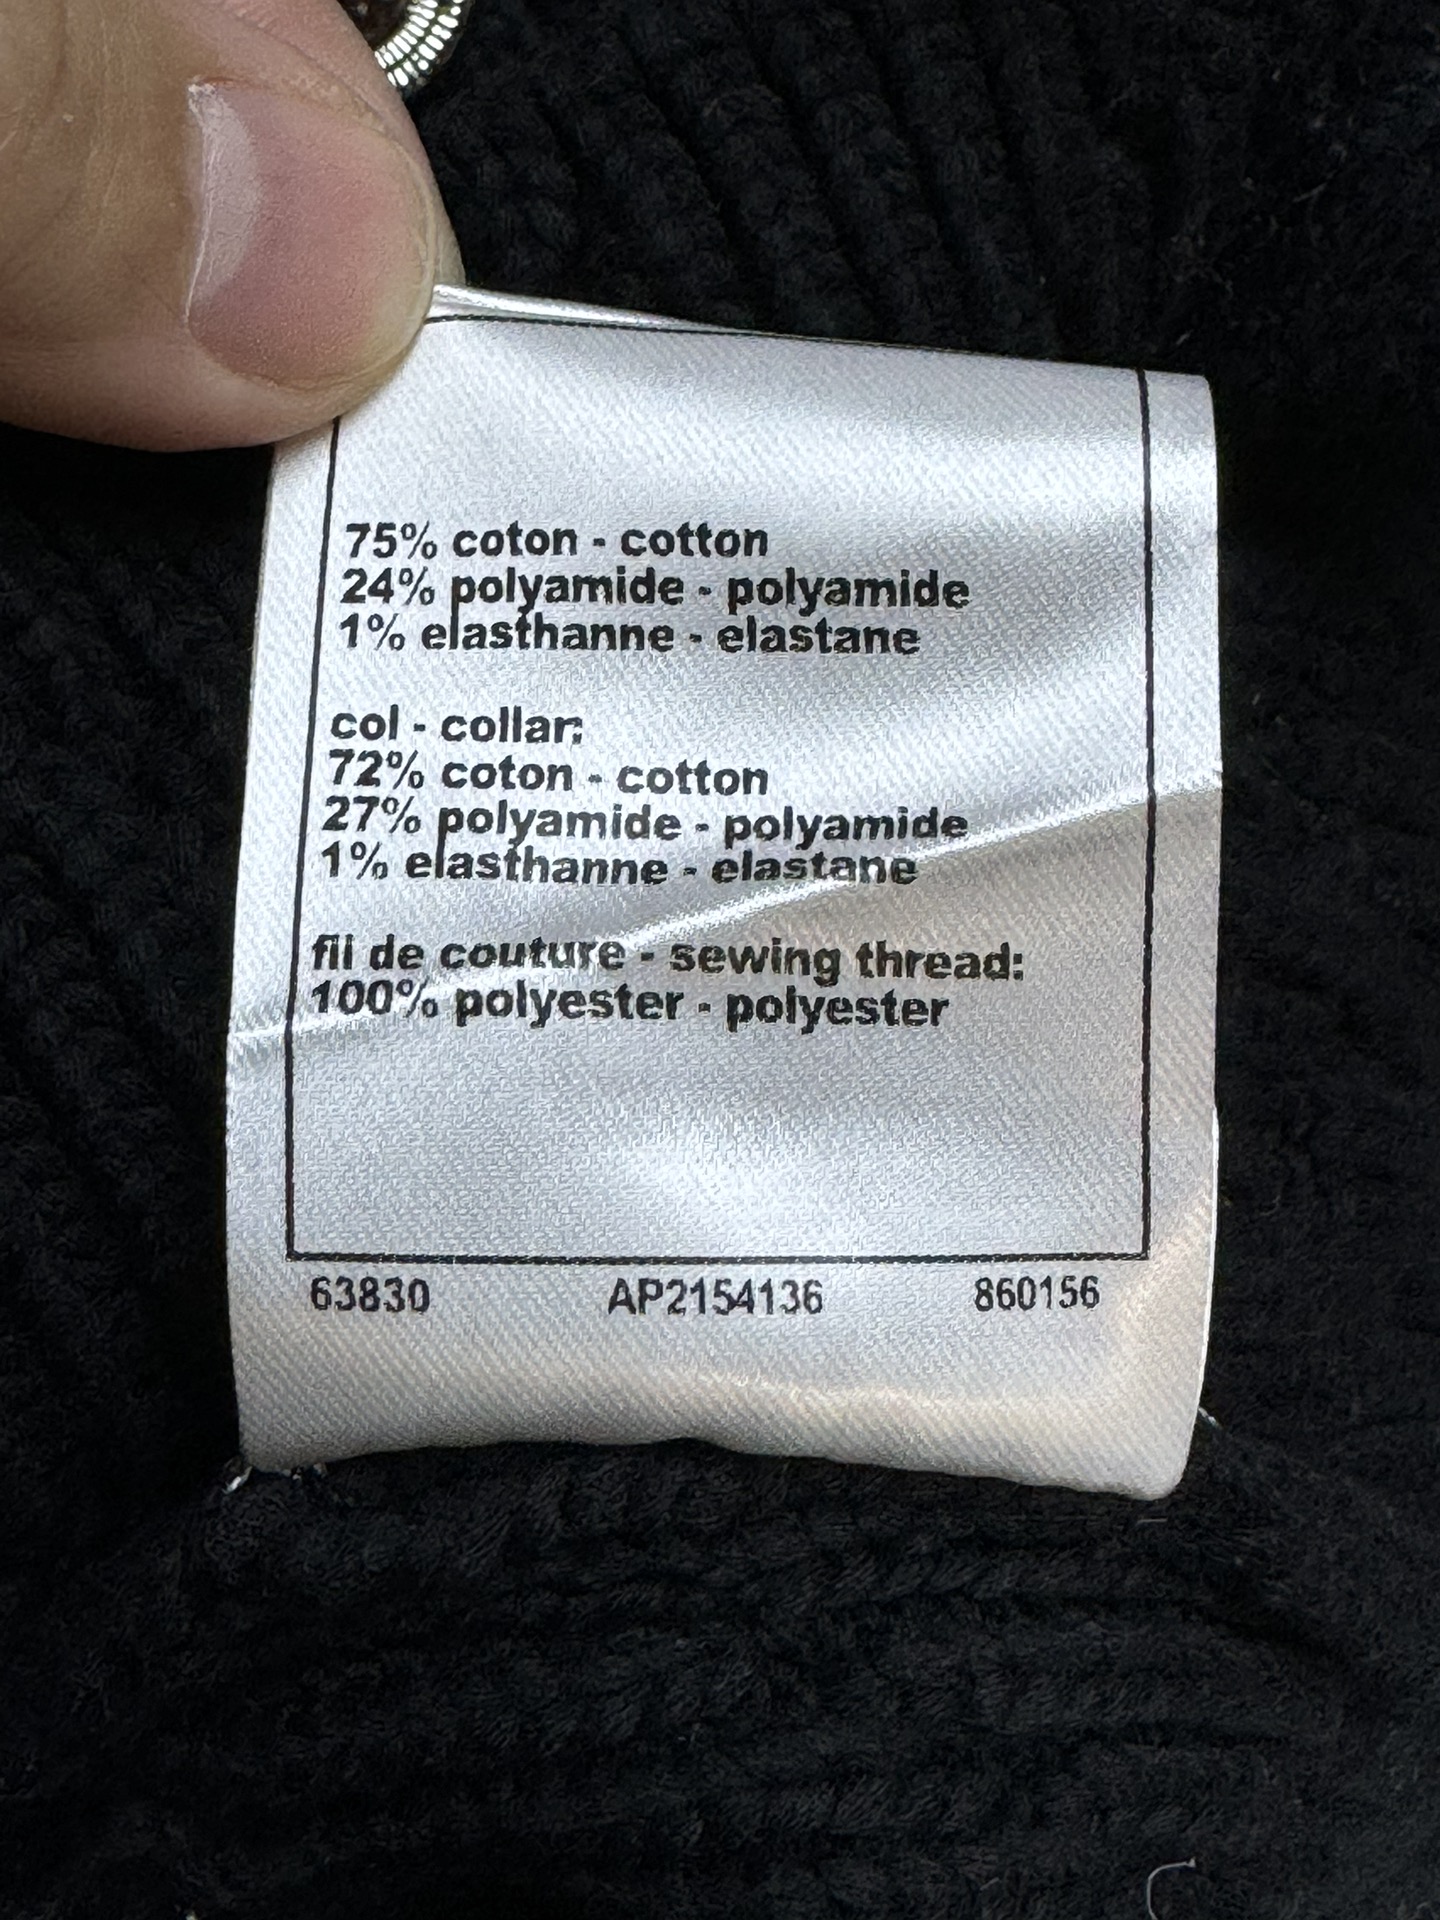 75% coton - cotton
24% polyamide - polyamide
1% elasthanne - elastane
col - collar:
72% coton - cotton
27% polyamide - polyamide
1% elasthanne - elastane
fil de couture - sewing thread:
100% polyester - polyester
63830 AP2154136 860156